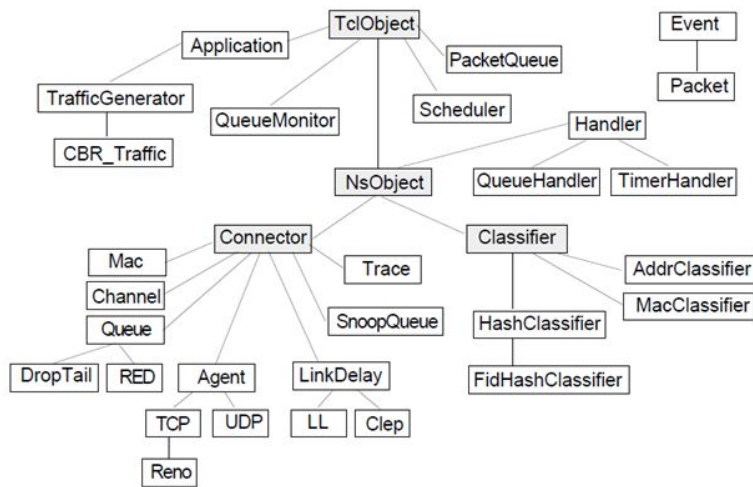 TclObject
Event
Application
PacketQueue
Packet
TrafficGenerator
Scheduler
QueueMonitor
Handler
CBR_Traffic
NsObject
QueueHandler
TimerHandler
Connector
Classifier
Mac
Trace
AddrClassifier
Channel
MacClassifier
Queue
SnoopQueue
HashClassifier
DropTail
RED
Agent
LinkDelay
FidHashClassifier
TCP
UDP
LL
Clep
Reno